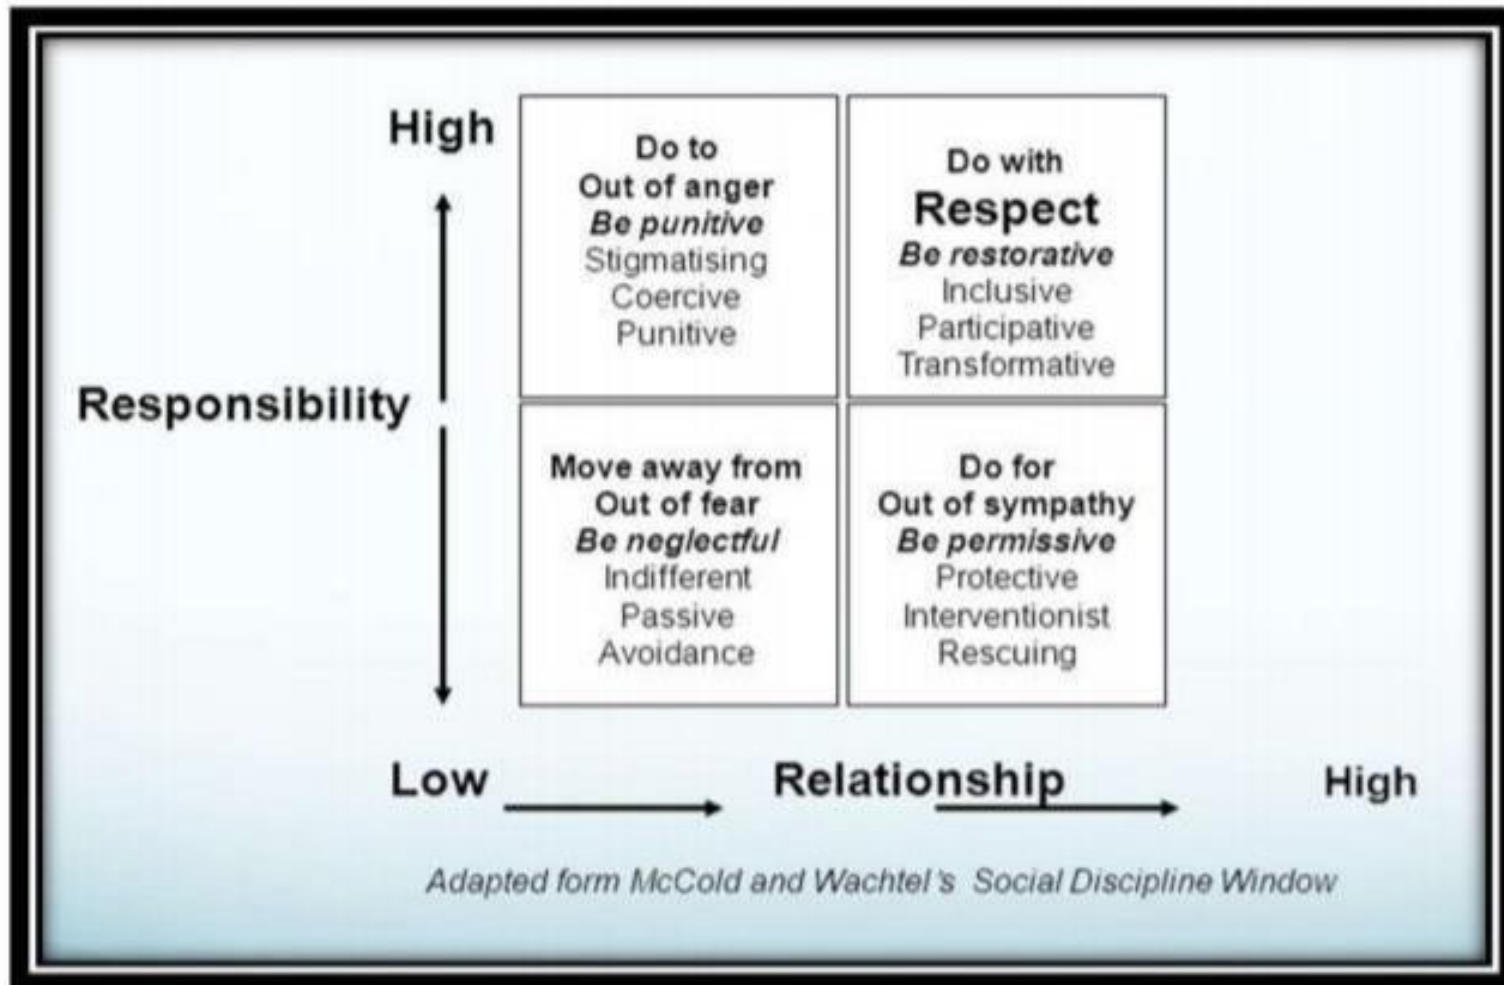 High
Do to
Out of anger
Be punitive
Stigmatising
Coercive
Punitive
Do with
Respect
Be restorative
Inclusive
Participative
Transformative
Responsibility
Move away from
Out of fear
Be neglectful
Indifferent
Passive
Avoidance
Do for
Out of sympathy
Be permissive
Protective
Interventionist
Rescuing
Low
Relationship
High
Adapted form McCold and Wachtel's Social Discipline Window